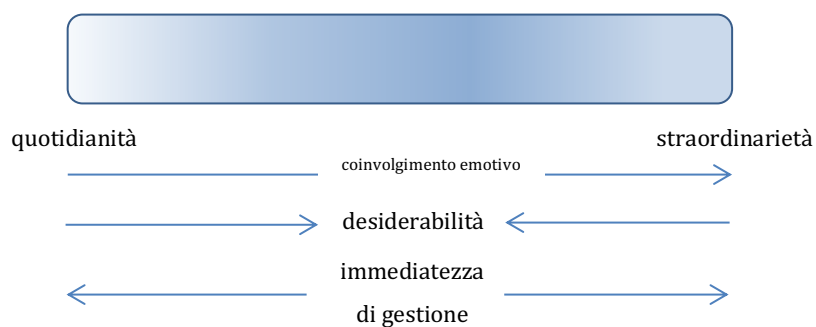 quotidianità
straordinarietà
coinvolgimento emotivo
desiderabilità
immediatezza
di gestione